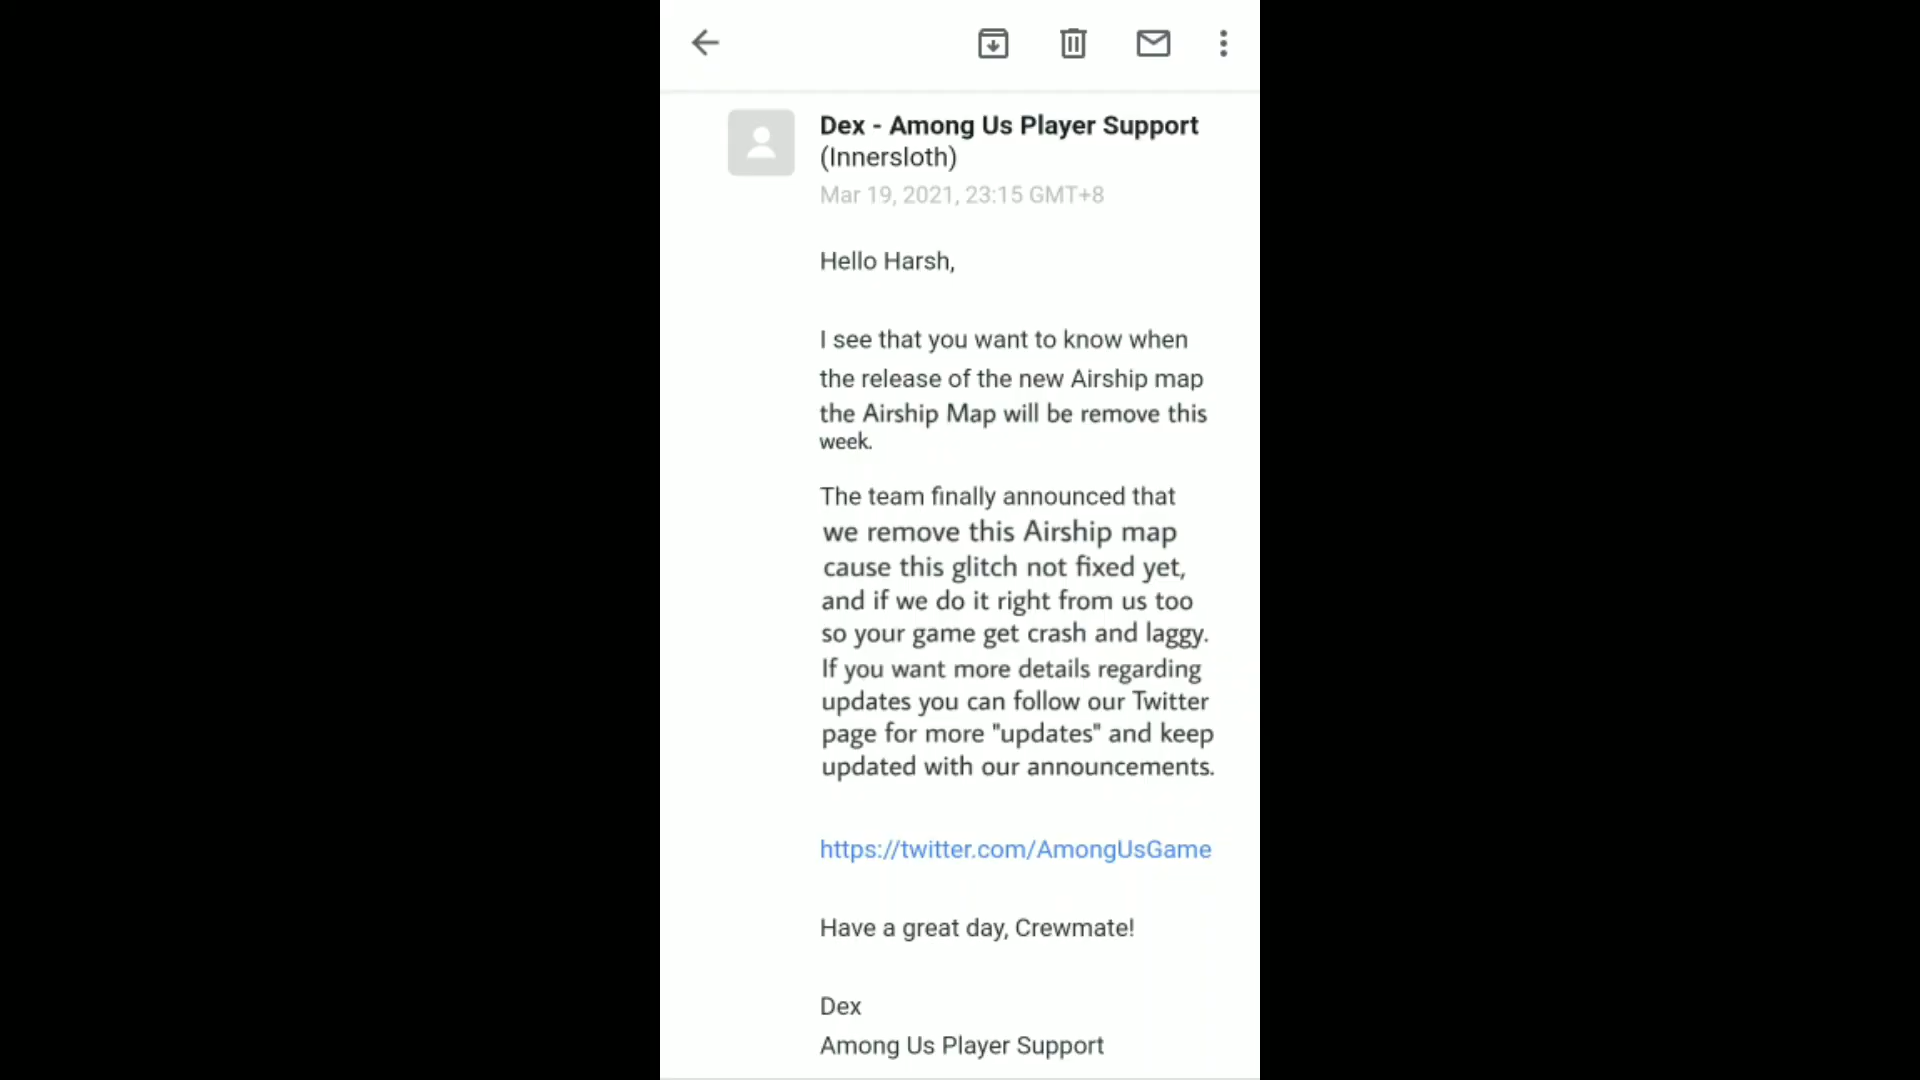 Dex - Among Us Player Support
(Innersloth)
Mar 19, 2021, 23:15 GMT+8
Hello Harsh,
I see that you want to know when
the release of the new Airship map
the Airship Map will be remove this
week.
The team finally announced that
we remove this Airship map
cause this glitch not fixed yet,
and if we do it right from us too
so your game get crash and laggy.
If you want more details regarding
updates you can follow our Twitter
page for more "updates" and keep
updated with our announcements.
https://twitter.com/AmongUsGame
Have a great day, Crewmate!
Dex
Among Us Player Support